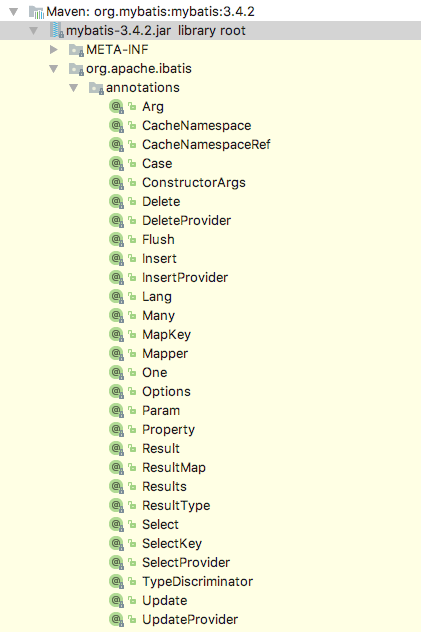 Maven: org.mybatis:mybatis:3.4.2
mybatis-3.4.2.jar library root
META-INF
org.apache.ibatis
annotations
Arg
CacheNamespace
CacheNamespaceRef
Case
ConstructorArgs
Delete
DeleteProvider
Flush
Insert
InsertProvider
Lang
Many
MapKey
Mapper
One
Options
Param
Property
Result
ResultMap
Results
ResultType
Select
SelectKey
SelectProvider
TypeDiscriminator
Update
UpdateProvider